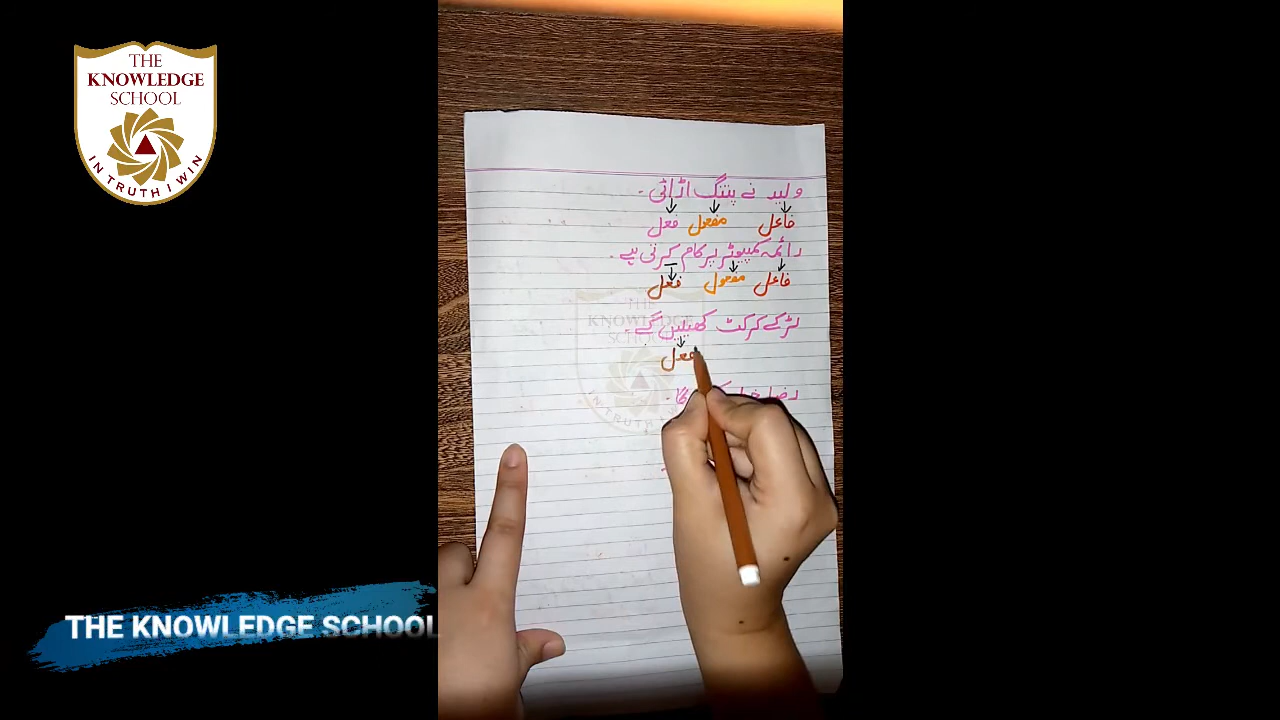 THE
KNOWLEDGE
SCHOOL
IN TRUTH I WIN
ولید نے پتنگ اڑائی۔
فاعل مفعول فعل
رائمہ کمپیوٹر پر کام کرتی ہے۔
فاعل مفعول فعل
لڑکے کرکٹ کھیلیں گے۔
فعل
رضا
THE KNOWLEDGE SCHOOL